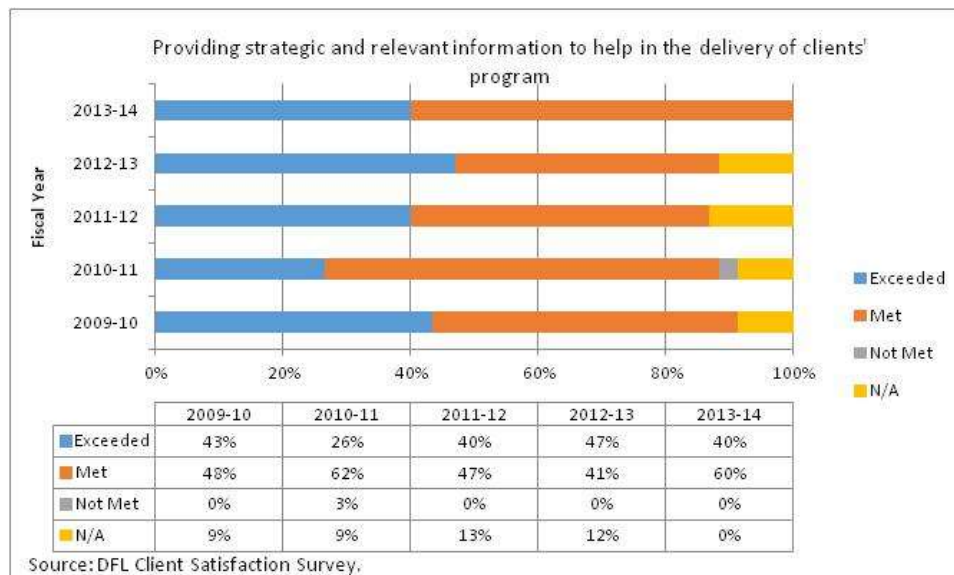 Providing strategic and relevant information to help in the delivery of clients'
program
Fiscal Year
2013-14
2012-13
2011-12
2010-11
2009-10
0% 20% 40% 60% 80% 100%
Exceeded
Met
Not Met
N/A
2009-10 2010-11 2011-12 2012-13 2013-14
Exceeded 43% 26% 40% 47% 40%
Met 48% 62% 47% 41% 60%
Not Met 0% 3% 0% 0% 0%
N/A 9% 9% 13% 12% 0%
Source: DFL Client Satisfaction Survey.